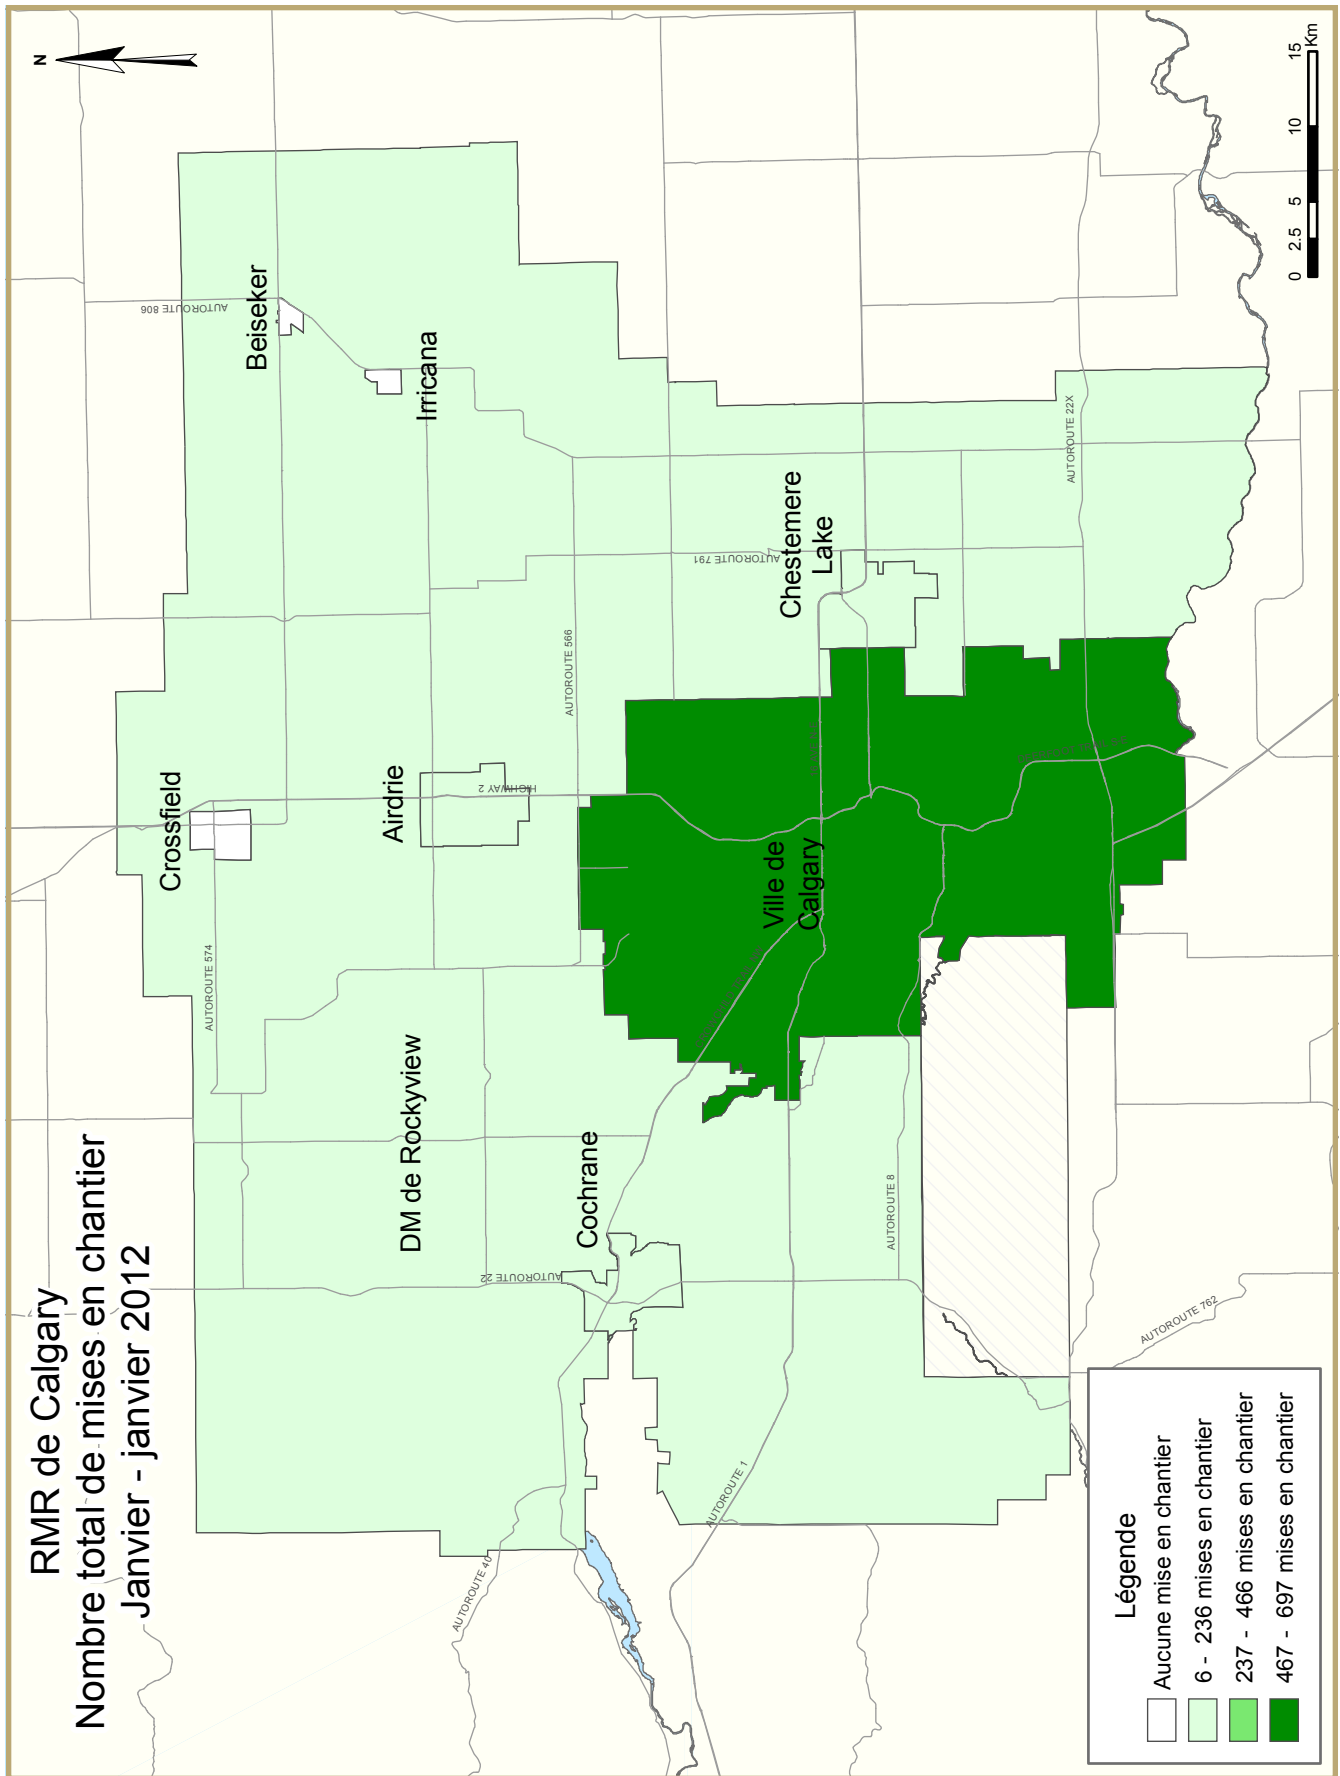 RMR de Calgary
Nombre total de mises en chantier
Janvier - janvier 2012
N
Crossfield
Beiseker
Irricana
Airdrie
DM de Rockyview
Cochrane
Chestemere
Lake
Ville de
Calgary
AUTOROUTE 574
AUTOROUTE 806
AUTOROUTE 566
HIGHWAY 2
AUTOROUTE 791
AUTOROUTE 22
AUTOROUTE 40
AUTOROUTE 1
AUTOROUTE 8
AUTOROUTE 22X
AUTOROUTE 762
Légende
Aucune mise en chantier
6 - 236 mises en chantier
237 - 466 mises en chantier
467 - 697 mises en chantier
0 2.5 5 10 15
Km